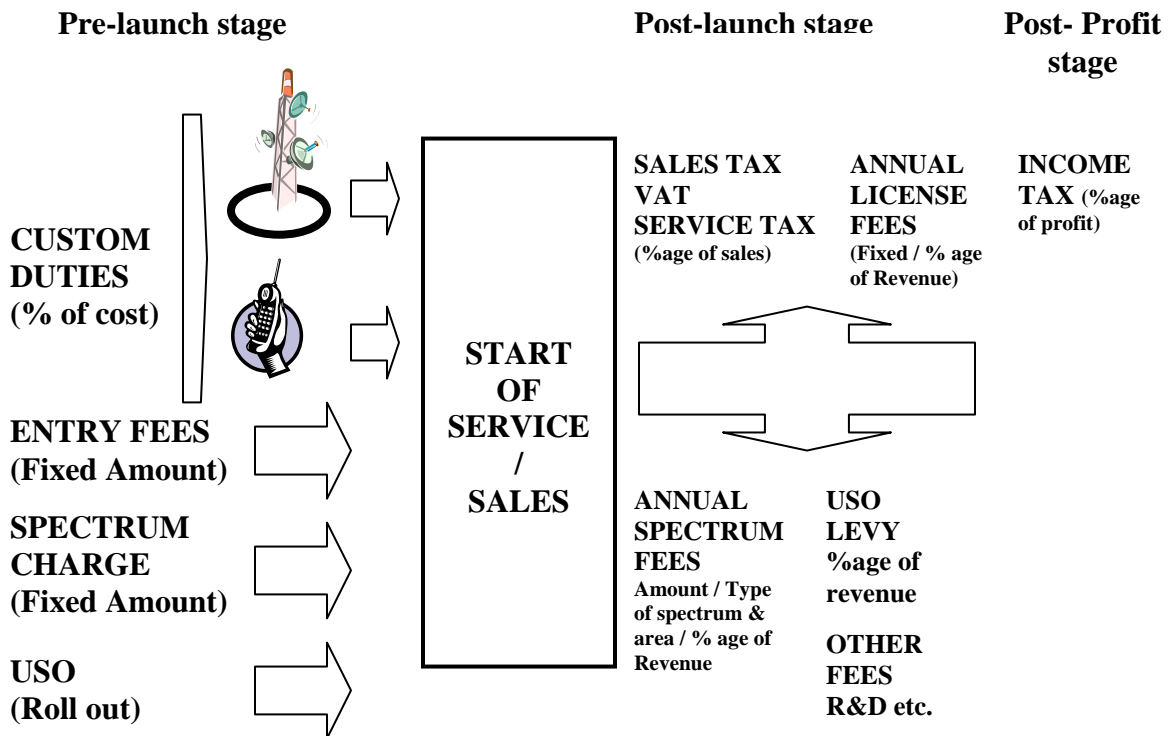 Pre-launch stage
Post-launch stage
Post- Profit
stage
CUSTOM
DUTIES
(% of cost)
ENTRY FEES
(Fixed Amount)
SPECTRUM
CHARGE
(Fixed Amount)
USO
(Roll out)
START
OF
SERVICE
/
SALES
SALES TAX
VAT
SERVICE TAX
(%age of sales)
ANNUAL
LICENSE
FEES
(Fixed / % age
of Revenue)
INCOME
TAX (%age
of profit)
ANNUAL
SPECTRUM
FEES
Amount / Type
of spectrum &
area / % age of
Revenue
USO
LEVY
%age of
revenue
OTHER
FEES
R&D etc.